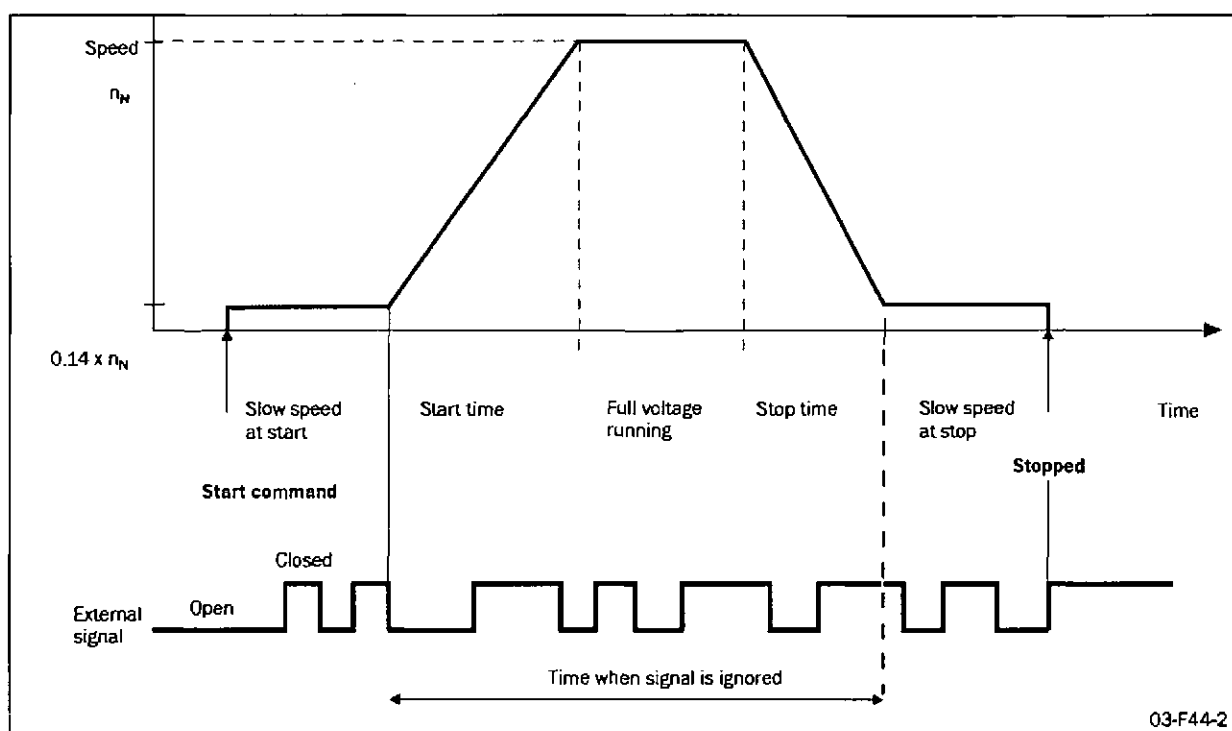 Speed
n_N
0.14 x n_N
Slow speed
at start
Start time
Full voltage
running
Stop time
Slow speed
at stop
Time
Start command
Stopped
Closed
Open
External
signal
Time when signal is ignored
03-F44-2